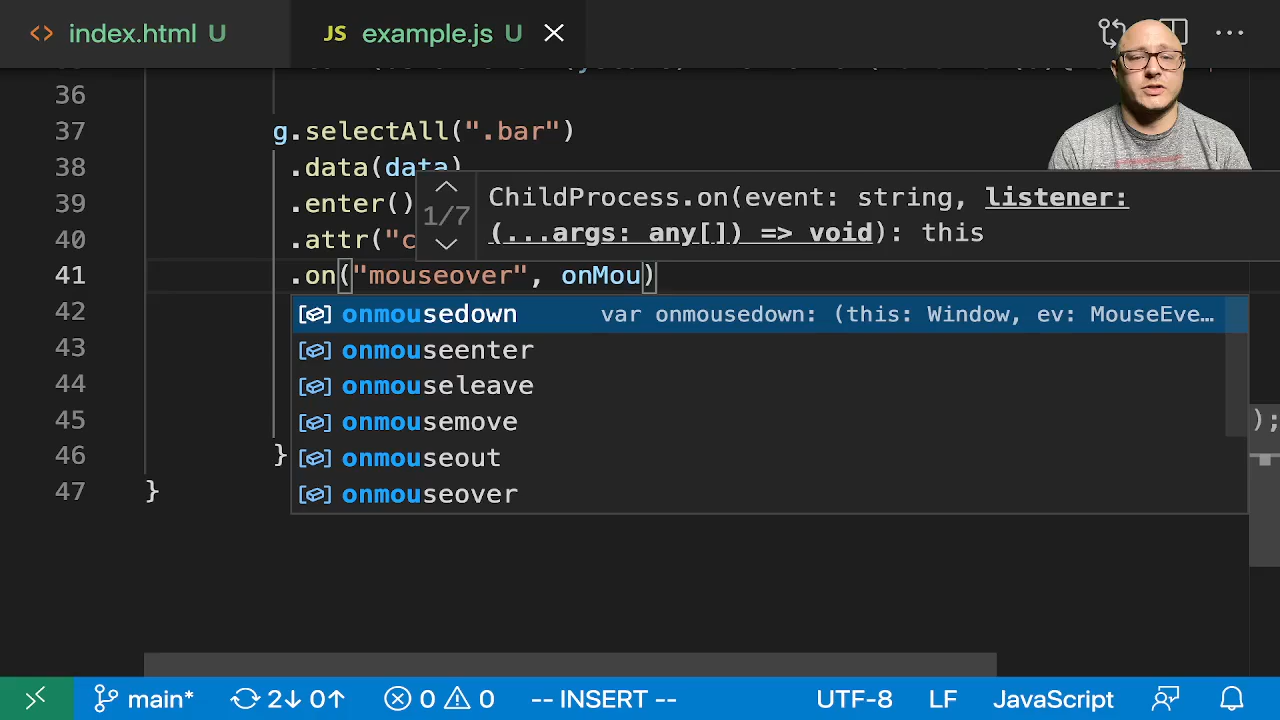 index.html U
JS example.js U
36
37 g.selectAll(".bar")
38 .data(data)
39 .enter()
40 .attr("c
41 .on("mouseover", onMou)
1/7
ChildProcess.on(event: string, listener:
(...args: any[]) => void): this
42 onmousedown var onmousedown: (this: Window, ev: MouseEve…
43 onmouseenter
44 onmouseleave
45 onmousemove );
46 } onmouseout
47 } onmouseover
main* 2↓ 0↑ 0 0 -- INSERT -- UTF-8 LF JavaScript